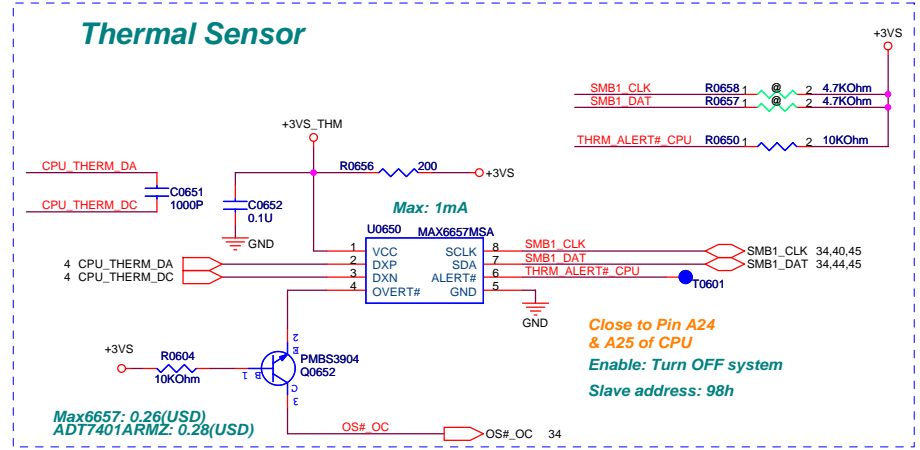 Thermal Sensor
+3VS
SMB1_CLK R0658 1 @ 2 4.7KOhm
SMB1_DAT R0657 1 @ 2 4.7KOhm
THRM_ALERT#_CPU R0650 1 2 10KOhm
+3VS_THM
R0656 200
+3VS
CPU_THERM_DA
C0651
1000P
CPU_THERM_DC
C0652
0.1U
GND
Max: 1mA
U0650 MAX6657MSA
1 VCC SCLK 8 SMB1_CLK SMB1_CLK 34,40,45
4 CPU_THERM_DA 2 DXP SDA 7 SMB1_DAT SMB1_DAT 34,44,45
4 CPU_THERM_DC 3 DXN ALERT# 6 THRM_ALERT#_CPU T0601
4 OVERT# GND 5
GND
Close to Pin A24
& A25 of CPU
Enable: Turn OFF system
Slave address: 98h
+3VS
R0604
10KOhm
1 B
2 E
C 3
PMBS3904
Q0652
Max6657: 0.26(USD)
ADT7401ARMZ: 0.28(USD)
OS#_OC OS#_OC 34